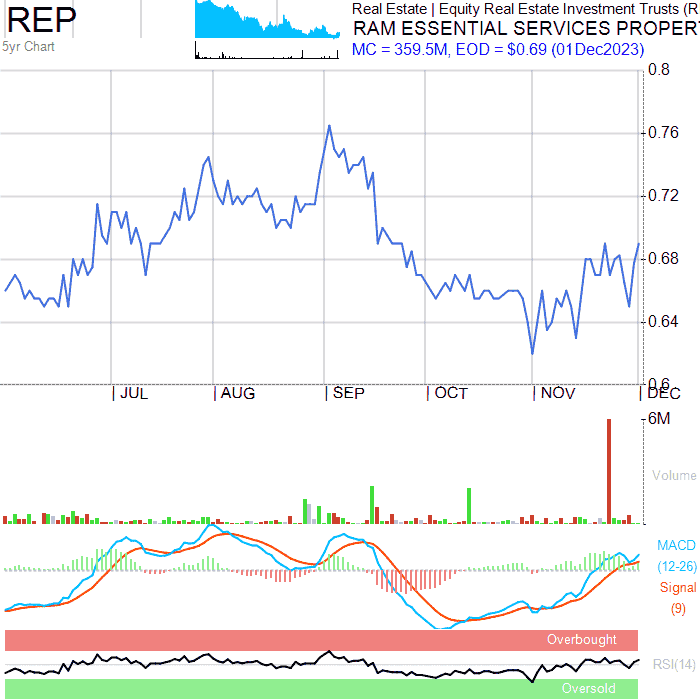 REP
5yr Chart
Real Estate | Equity Real Estate Investment Trusts (R
RAM ESSENTIAL SERVICES PROPER
MC = 359.5M, EOD = $0.69 (01Dec2023)
0.8
0.76
0.72
0.68
0.64
0.6
JUL AUG SEP OCT NOV DEC
6M
Volume
MACD
(12-26)
Signal
(9)
Overbought
RSI(14)
Oversold